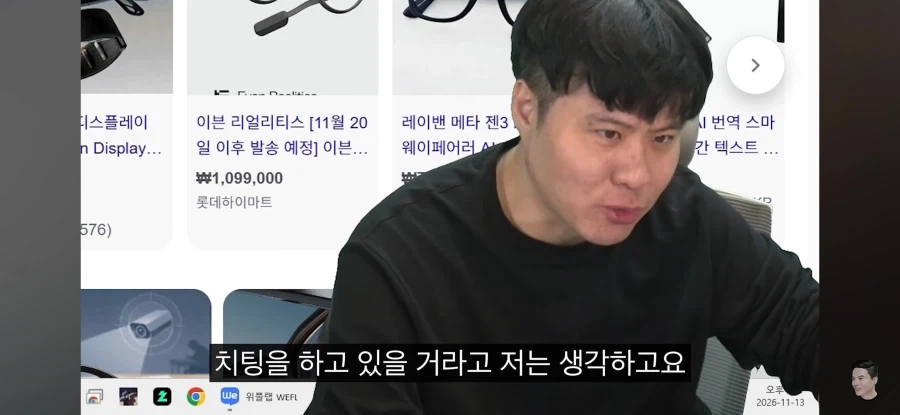 Even Realities
디스플레이
n Display...
이븐 리얼리티스 [11월 20
일 이후 발송 예정] 이븐...
₩1,099,000
롯데하이마트
레이밴 메타 젠3
웨이페어러 AI
AI 번역 스마
간 텍스트 ...
576)
치팅을 하고 있을 거라고 저는 생각하고요
We
위플랩 WEFL
오후
2026-11-13